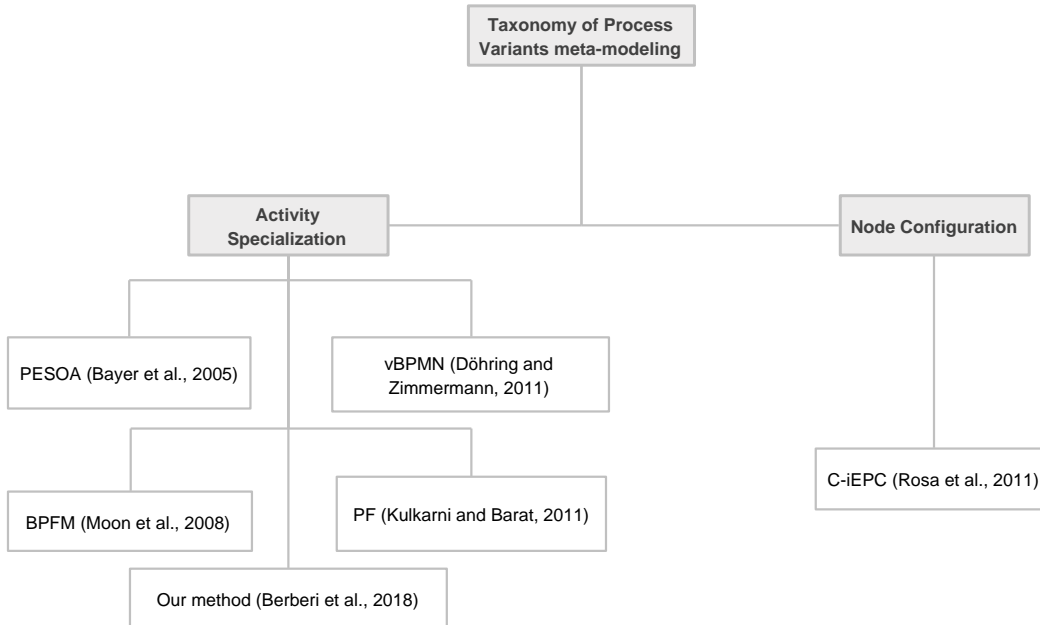 Taxonomy of Process
Variants meta-modeling
Activity
Specialization
Node Configuration
PESOA (Bayer et al., 2005)
vBPMN (Döhring and
Zimmermann, 2011)
BPFM (Moon et al., 2008)
PF (Kulkarni and Barat, 2011)
C-iEPC (Rosa et al., 2011)
Our method (Berberi et al., 2018)